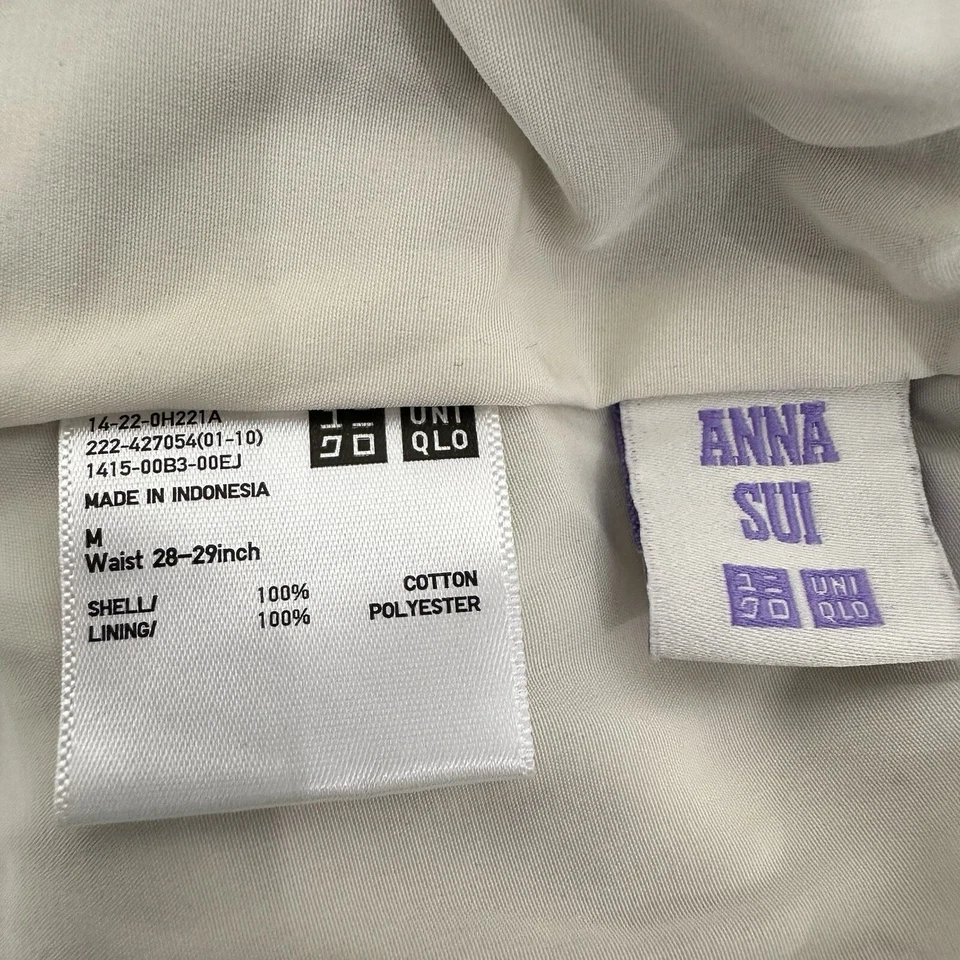 14-22-0H221A
222-427054(01-10)
1415-00B3-00EJ
MADE IN INDONESIA
M
Waist 28–29inch
SHELL/ 100% COTTON
LINING/ 100% POLYESTER
ユニ
クロ
UNI
QLO
ANNA
SUI
ユニ
クロ
UNI
QLO